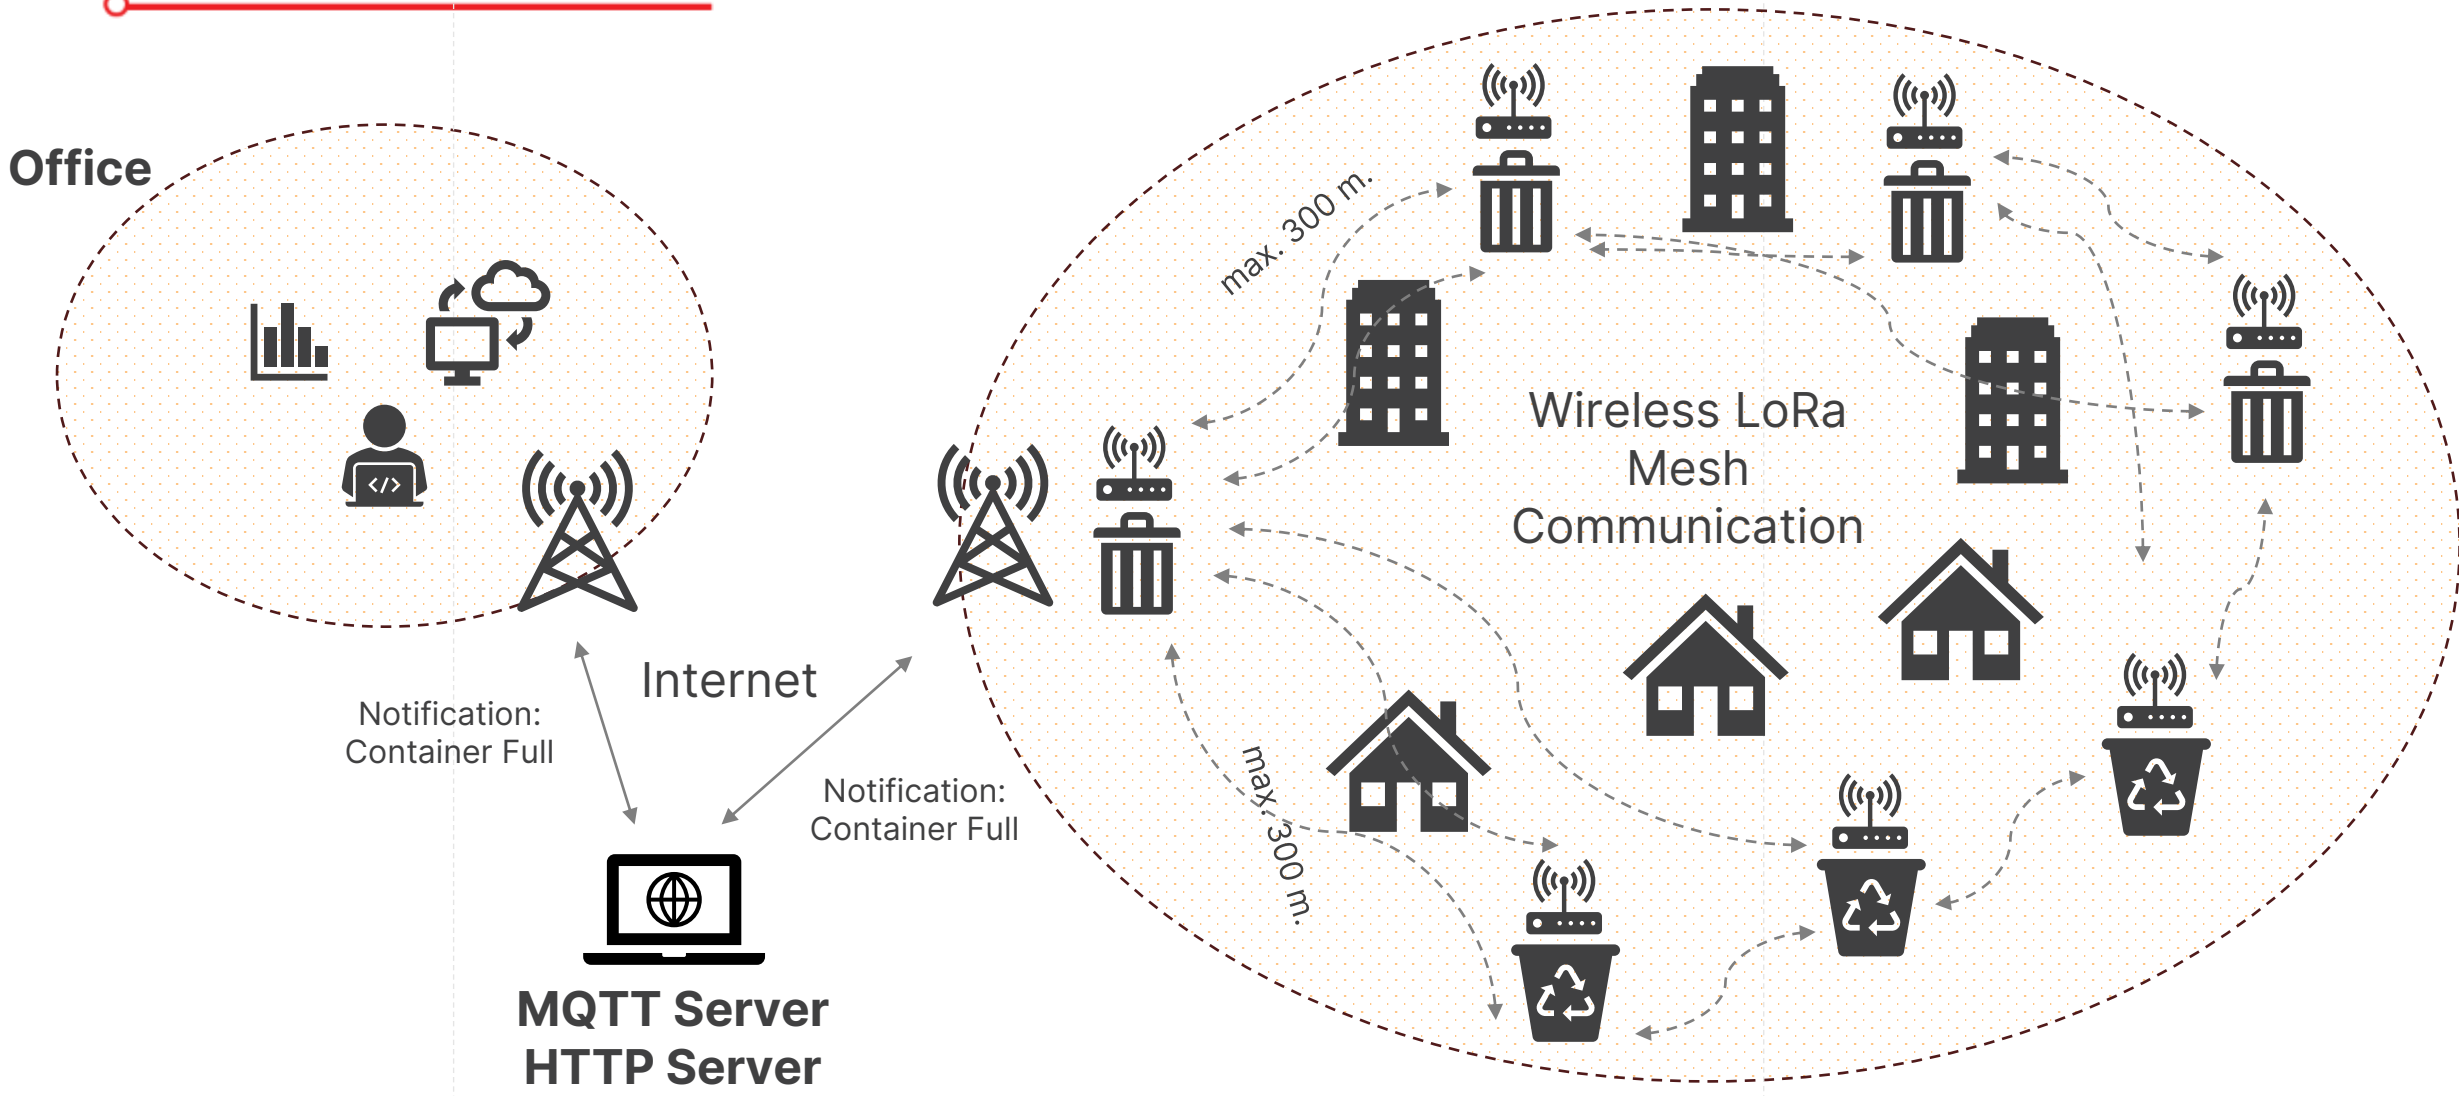 Office
max. 300 m.
Wireless LoRa
Mesh
Communication
Internet
Notification:
Container Full
Notification:
Container Full
max. 300 m.
</>
MQTT Server
HTTP Server